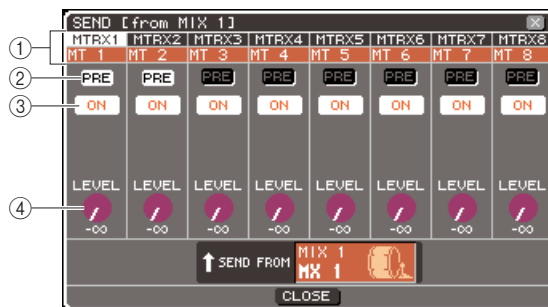 SEND [from MIX 1]
① MTRX1 MTRX2 MTRX3 MTRX4 MTRX5 MTRX6 MTRX7 MTRX8
MT 1 MT 2 MT 3 MT 4 MT 5 MT 6 MT 7 MT 8
② PRE PRE PRE PRE PRE PRE PRE PRE
③ ON ON ON ON ON ON ON ON
LEVEL LEVEL LEVEL LEVEL LEVEL LEVEL LEVEL LEVEL
④
-∞ -∞ -∞ -∞ -∞ -∞ -∞ -∞
SEND FROM MIX 1
MX 1
CLOSE